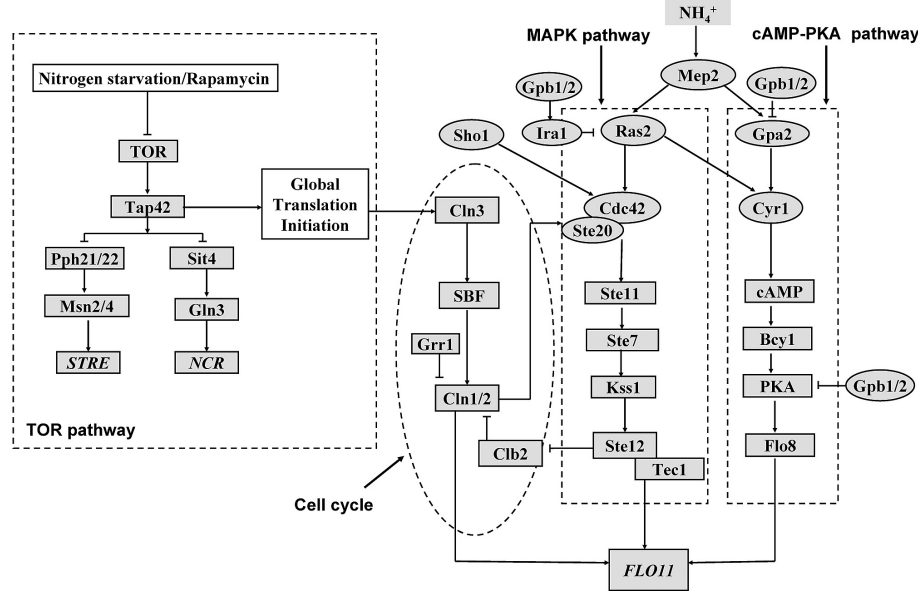 NH₄⁺
MAPK pathway
cAMP-PKA pathway
Nitrogen starvation/Rapamycin
Mep2
Gpb1/2
Gpb1/2
Sho1
Ira1
Ras2
Gpa2
TOR
Global
Translation
Initiation
Tap42
Cln3
Cdc42
Cyr1
Ste20
Pph21/22
Sit4
SBF
Ste11
cAMP
Msn2/4
Gln3
Grr1
Ste7
Bcy1
STRE
NCR
Cln1/2
Kss1
PKA
Gpb1/2
TOR pathway
Clb2
Ste12
Flo8
Tec1
Cell cycle
FLO11